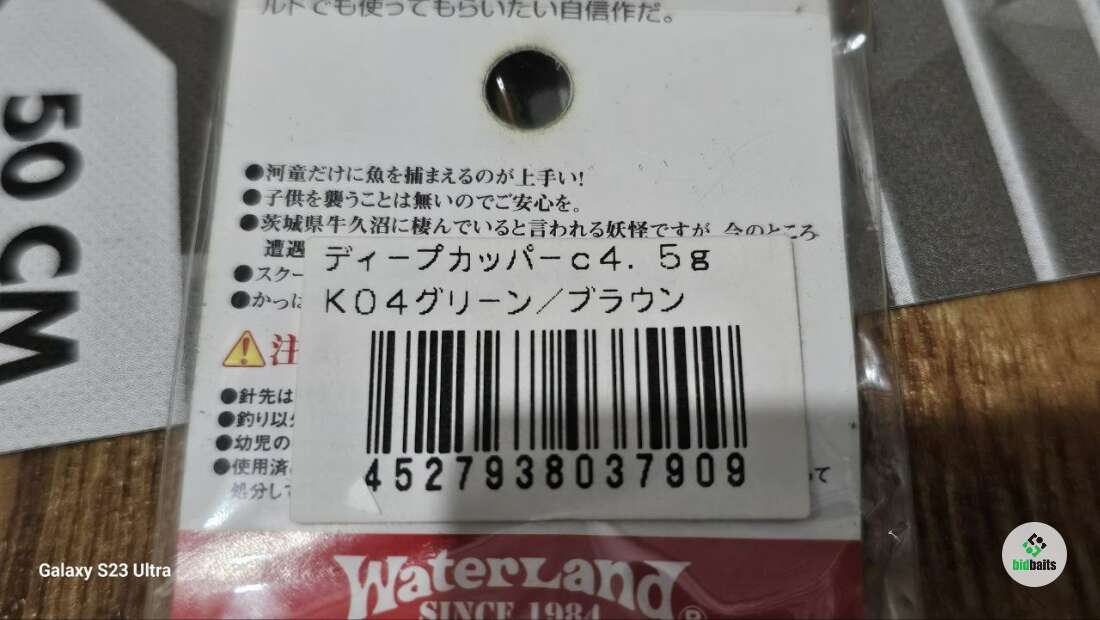 ルドでも使ってもらいたい自信作だ。
●河童だけに魚を捕まえるのが上手い!
●子供を襲うことは無いのでご安心を。
●茨城県牛久沼に棲んでいると言われる妖怪ですが、今のところ
遭遇
●スクー
●かっぱ
ディープカッパーc4.5g
K04グリーン/ブラウン
4527938037909
注
●針先は
●釣り以
●幼児の
●使用済
処分して
って
WaterLand®
SINCE 1984
50 CM
Galaxy S23 Ultra
bidbaits